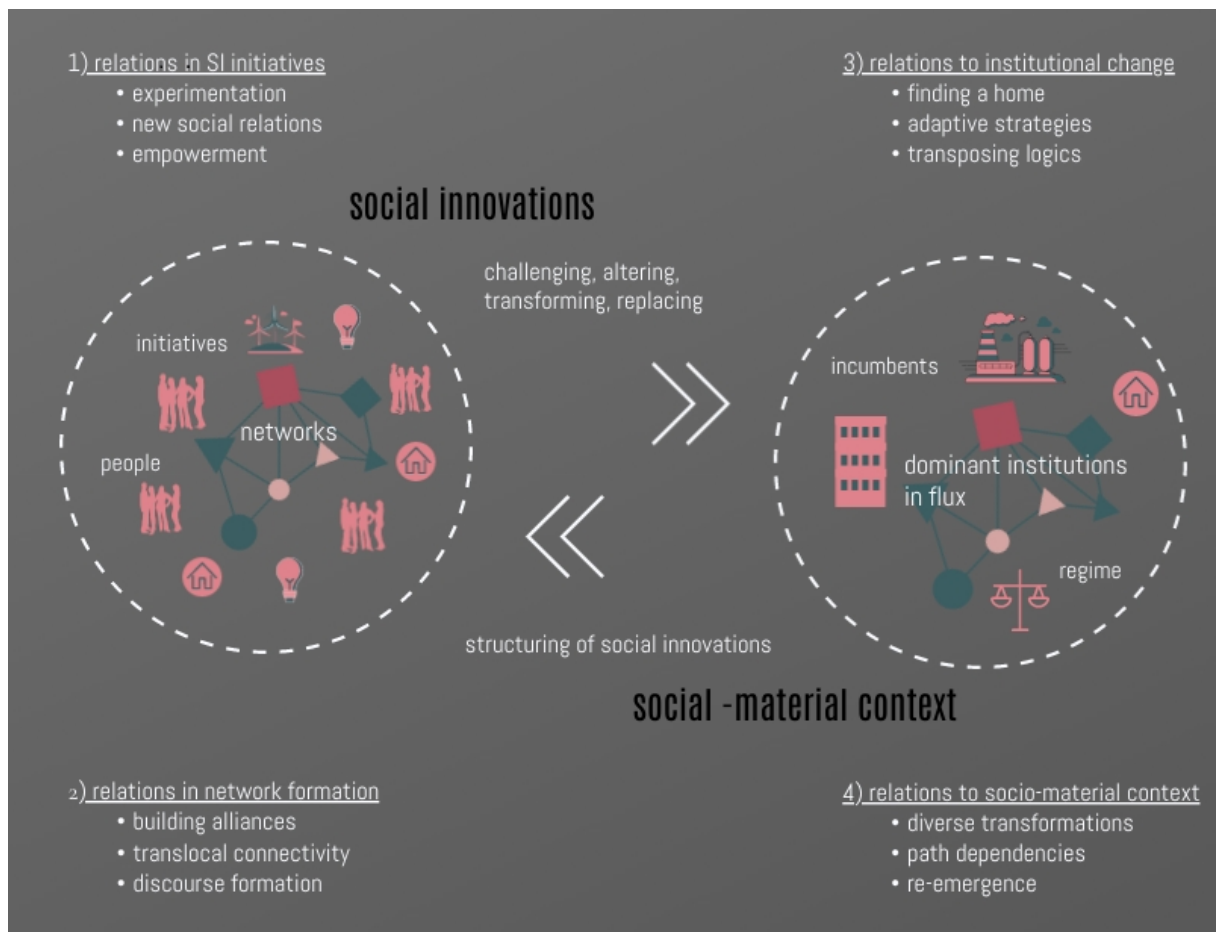 1) relations in SI initiatives
• experimentation
• new social relations
• empowerment
3) relations to institutional change
• finding a home
• adaptive strategies
• transposing logics
social innovations
challenging, altering,
transforming, replacing
initiatives
networks
people
incumbents
dominant institutions
in flux
regime
structuring of social innovations
social -material context
2) relations in network formation
• building alliances
• translocal connectivity
• discourse formation
4) relations to socio-material context
• diverse transformations
• path dependencies
• re-emergence